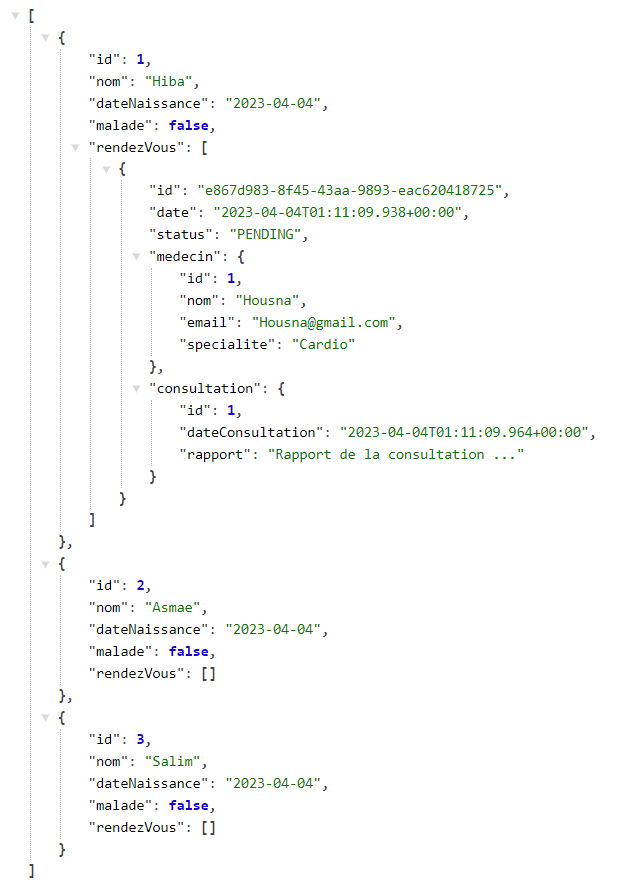 [
{
"id": 1,
"nom": "Hiba",
"dateNaissance": "2023-04-04",
"malade": false,
"rendezVous": [
{
"id": "e867d983-8f45-43aa-9893-eac620418725",
"date": "2023-04-04T01:11:09.938+00:00",
"status": "PENDING",
"medecin": {
"id": 1,
"nom": "Housna",
"email": "Housna@gmail.com",
"specialite": "Cardio"
},
"consultation": {
"id": 1,
"dateConsultation": "2023-04-04T01:11:09.964+00:00",
"rapport": "Rapport de la consultation ..."
}
}
]
},
{
"id": 2,
"nom": "Asmae",
"dateNaissance": "2023-04-04",
"malade": false,
"rendezVous": []
},
{
"id": 3,
"nom": "Salim",
"dateNaissance": "2023-04-04",
"malade": false,
"rendezVous": []
}
]